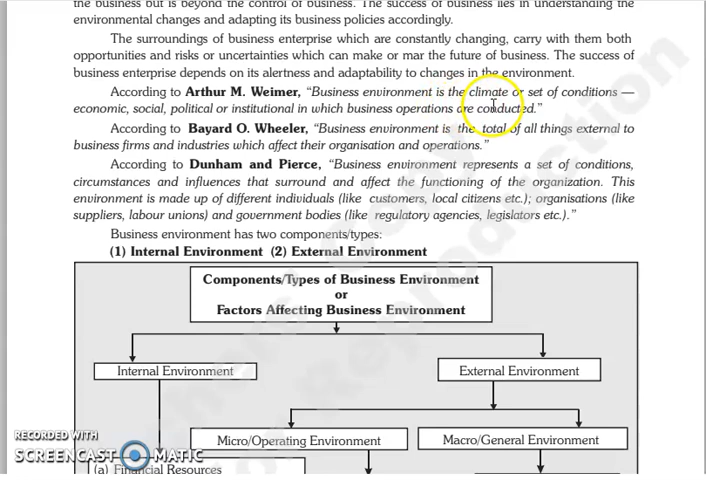 the business but is beyond the control of business. The success of business lies in understanding the
environmental changes and adapting its business policies accordingly.
The surroundings of business enterprise which are constantly changing, carry with them both
opportunities and risks or uncertainties which can make or mar the future of business. The success of
business enterprise depends on its alertness and adaptability to changes in the environment.
According to Arthur M. Weimer, “Business environment is the climate or set of conditions —
economic, social, political or institutional in which business operations are conducted.”
According to Bayard O. Wheeler, “Business environment is the total of all things external to
business firms and industries which affect their organisation and operations.”
According to Dunham and Pierce, “Business environment represents a set of conditions,
circumstances and influences that surround and affect the functioning of the organization. This
environment is made up of different individuals (like customers, local citizens etc.); organisations (like
suppliers, labour unions) and government bodies (like regulatory agencies, legislators etc.).”
Business environment has two components/types:
(1) Internal Environment (2) External Environment
Components/Types of Business Environment
or
Factors Affecting Business Environment
Internal Environment
External Environment
Micro/Operating Environment
Macro/General Environment
(a) Financial Resources
RECORDED WITH
SCREENCAST MATIC